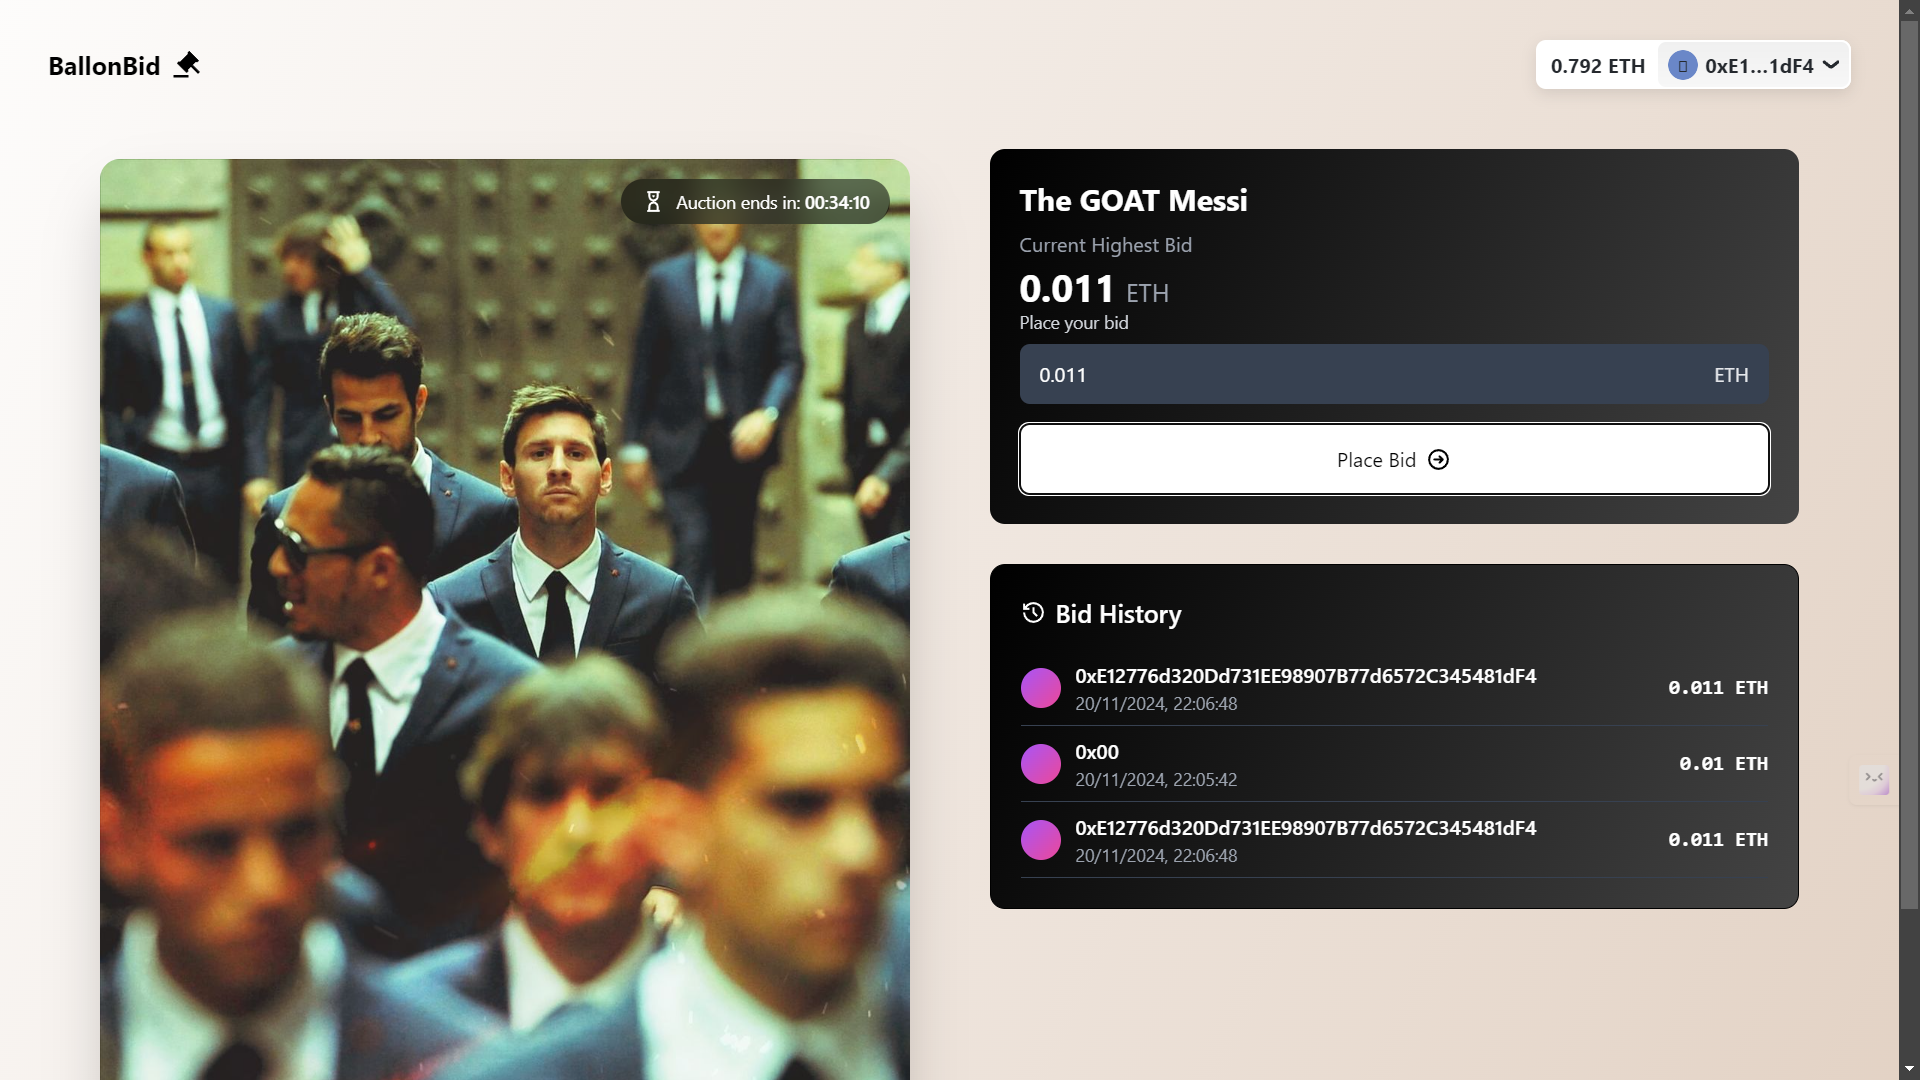 BallonBid
0.792 ETH
0xE1...1dF4
Auction ends in: 00:34:10
The GOAT Messi
Current Highest Bid
0.011 ETH
Place your bid
0.011 ETH
Place Bid
Bid History
0xE12776d320Dd731EE98907B77d6572C345481dF4
20/11/2024, 22:06:48
0.011 ETH
0x00
20/11/2024, 22:05:42
0.01 ETH
0xE12776d320Dd731EE98907B77d6572C345481dF4
20/11/2024, 22:06:48
0.011 ETH